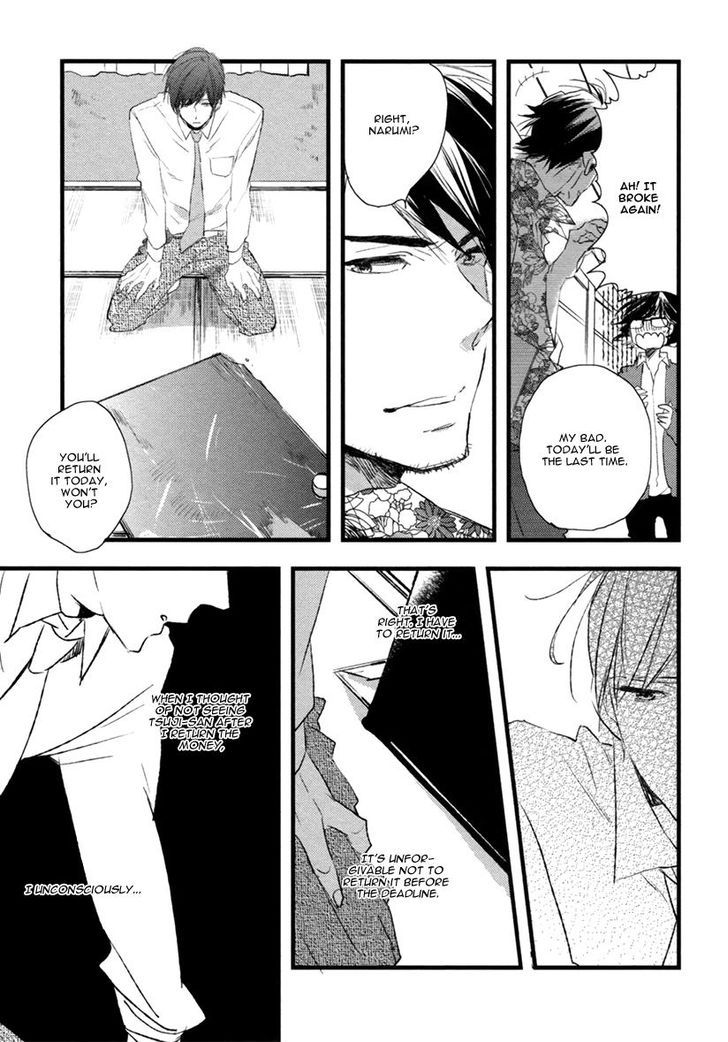 AH! IT
BROKE
AGAIN!
MY BAD.
TODAY'LL BE
THE LAST TIME.
RIGHT,
NARUMI?
YOU'LL
RETURN
IT TODAY,
WON'T
YOU?
THAT'S
RIGHT. I HAVE
TO RETURN IT...
IT'S UNFOR-
GIVABLE NOT TO
RETURN IT BEFORE
THE DEADLINE.
WHEN I THOUGHT
OF NOT SEEING
TSUJI-SAN AFTER
I RETURN THE
MONEY,
I UNCONSCIOUSLY...